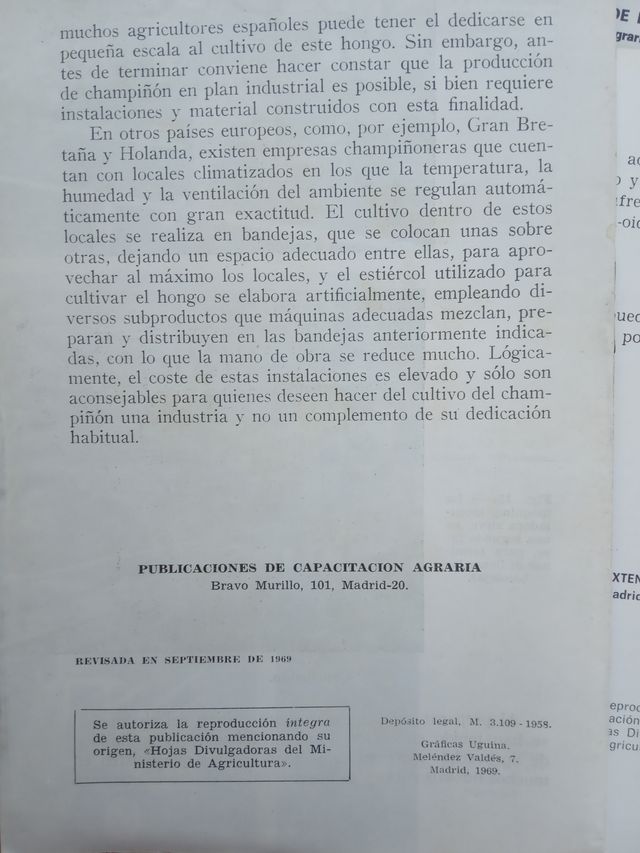 muchos agricultores españoles puede tener el dedicarse en
pequeña escala al cultivo de este hongo. Sin embargo, an-
tes de terminar conviene hacer constar que la producción
de champiñón en plan industrial es posible, si bien requiere
instalaciones y material construidos con esta finalidad.
En otros países europeos, como, por ejemplo, Gran Bre-
taña y Holanda, existen empresas champiñoneras que cuen-
tan con locales climatizados en los que la temperatura, la
humedad y la ventilación del ambiente se regulan automá-
ticamente con gran exactitud. El cultivo dentro de estos
locales se realiza en bandejas, que se colocan unas sobre
otras, dejando un espacio adecuado entre ellas, para apro-
vechar al máximo los locales, y el estiércol utilizado para
cultivar el hongo se elabora artificialmente, empleando di-
versos subproductos que máquinas adecuadas mezclan, pre-
paran y distribuyen en las bandejas anteriormente indica-
das, con lo que la mano de obra se reduce mucho. Lógica-
mente, el coste de estas instalaciones es elevado y sólo son
aconsejables para quienes deseen hacer del cultivo del cham-
piñón una industria y no un complemento de su dedicación
habitual.
PUBLICACIONES DE CAPACITACION AGRARIA
Bravo Murillo, 101, Madrid-20.
REVISADA EN SEPTIEMBRE DE 1969
Se autoriza la reproducción íntegra
de esta publicación mencionando su
origen, «Hojas Divulgadoras del Mi-
nisterio de Agricultura».
Depósito legal, M. 3.109 - 1958.
Gráficas Uguina.
Meléndez Valdés, 7.
Madrid, 1969.